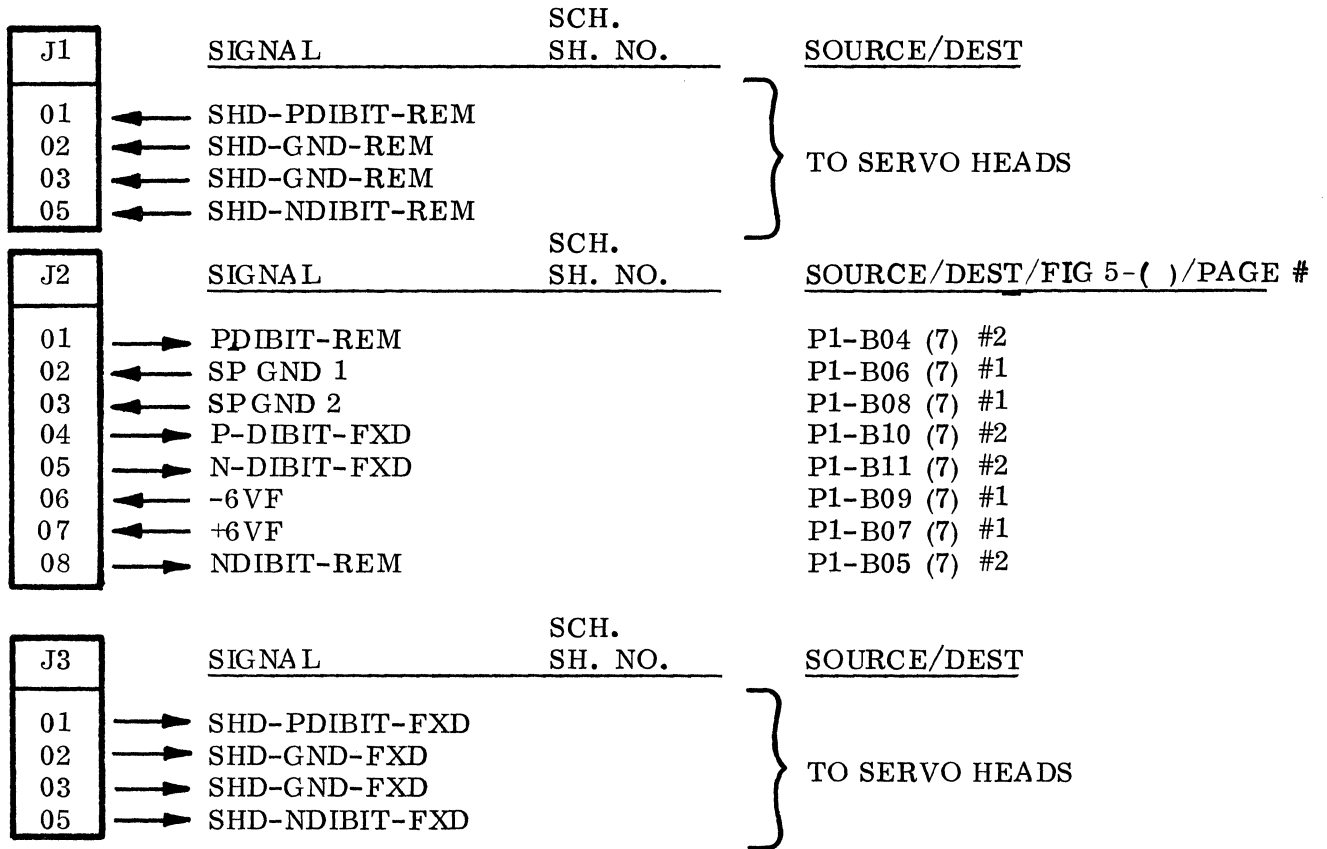 SCH.
J1 SIGNAL SH. NO. SOURCE/DEST
01 SHD-PDIBIT-REM
02 SHD-GND-REM
03 SHD-GND-REM
05 SHD-NDIBIT-REM
TO SERVO HEADS
SCH.
J2 SIGNAL SH. NO. SOURCE/DEST/FIG 5-( )/PAGE #
01 PDIBIT-REM P1-B04 (7) #2
02 SP GND 1 P1-B06 (7) #1
03 SP GND 2 P1-B08 (7) #1
04 P-DIBIT-FXD P1-B10 (7) #2
05 N-DIBIT-FXD P1-B11 (7) #2
06 -6VF P1-B09 (7) #1
07 +6VF P1-B07 (7) #1
08 NDIBIT-REM P1-B05 (7) #2
SCH.
J3 SIGNAL SH. NO. SOURCE/DEST
01 SHD-PDIBIT-FXD
02 SHD-GND-FXD
03 SHD-GND-FXD
05 SHD-NDIBIT-FXD
TO SERVO HEADS